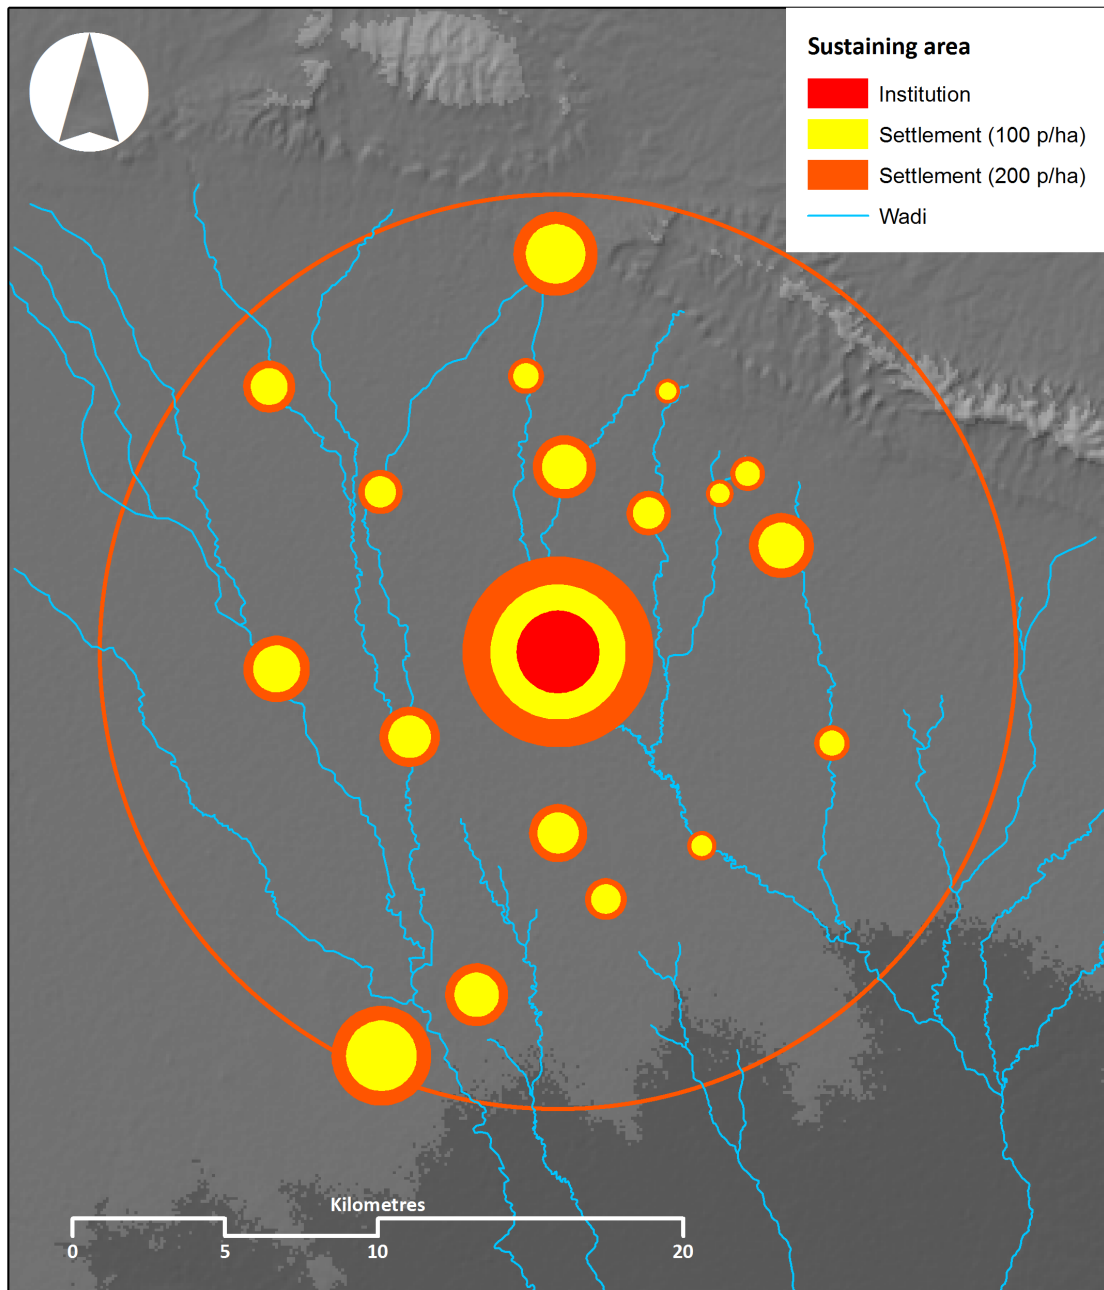 Sustaining area
Institution
Settlement (100 p/ha)
Settlement (200 p/ha)
Wadi
Kilometres
0 5 10 20